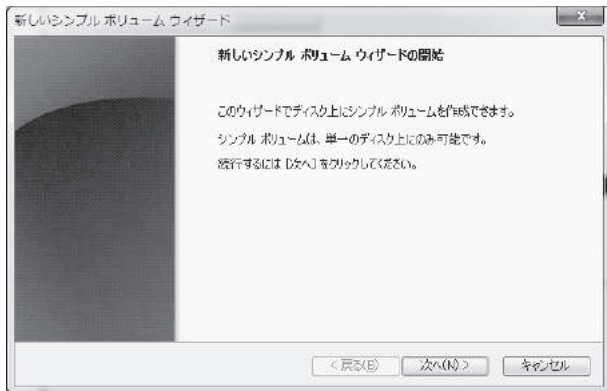 新しいシンプル ボリューム ウィザード
新しいシンプル ボリューム ウィザードの開始
このウィザードでディスク上にシンプル ボリュームを作成できます。
シンプル ボリュームは、単一のディスク上にのみ可能です。
続行するには [次へ] をクリックしてください。
< 戻る(B) 次へ(N) > キャンセル